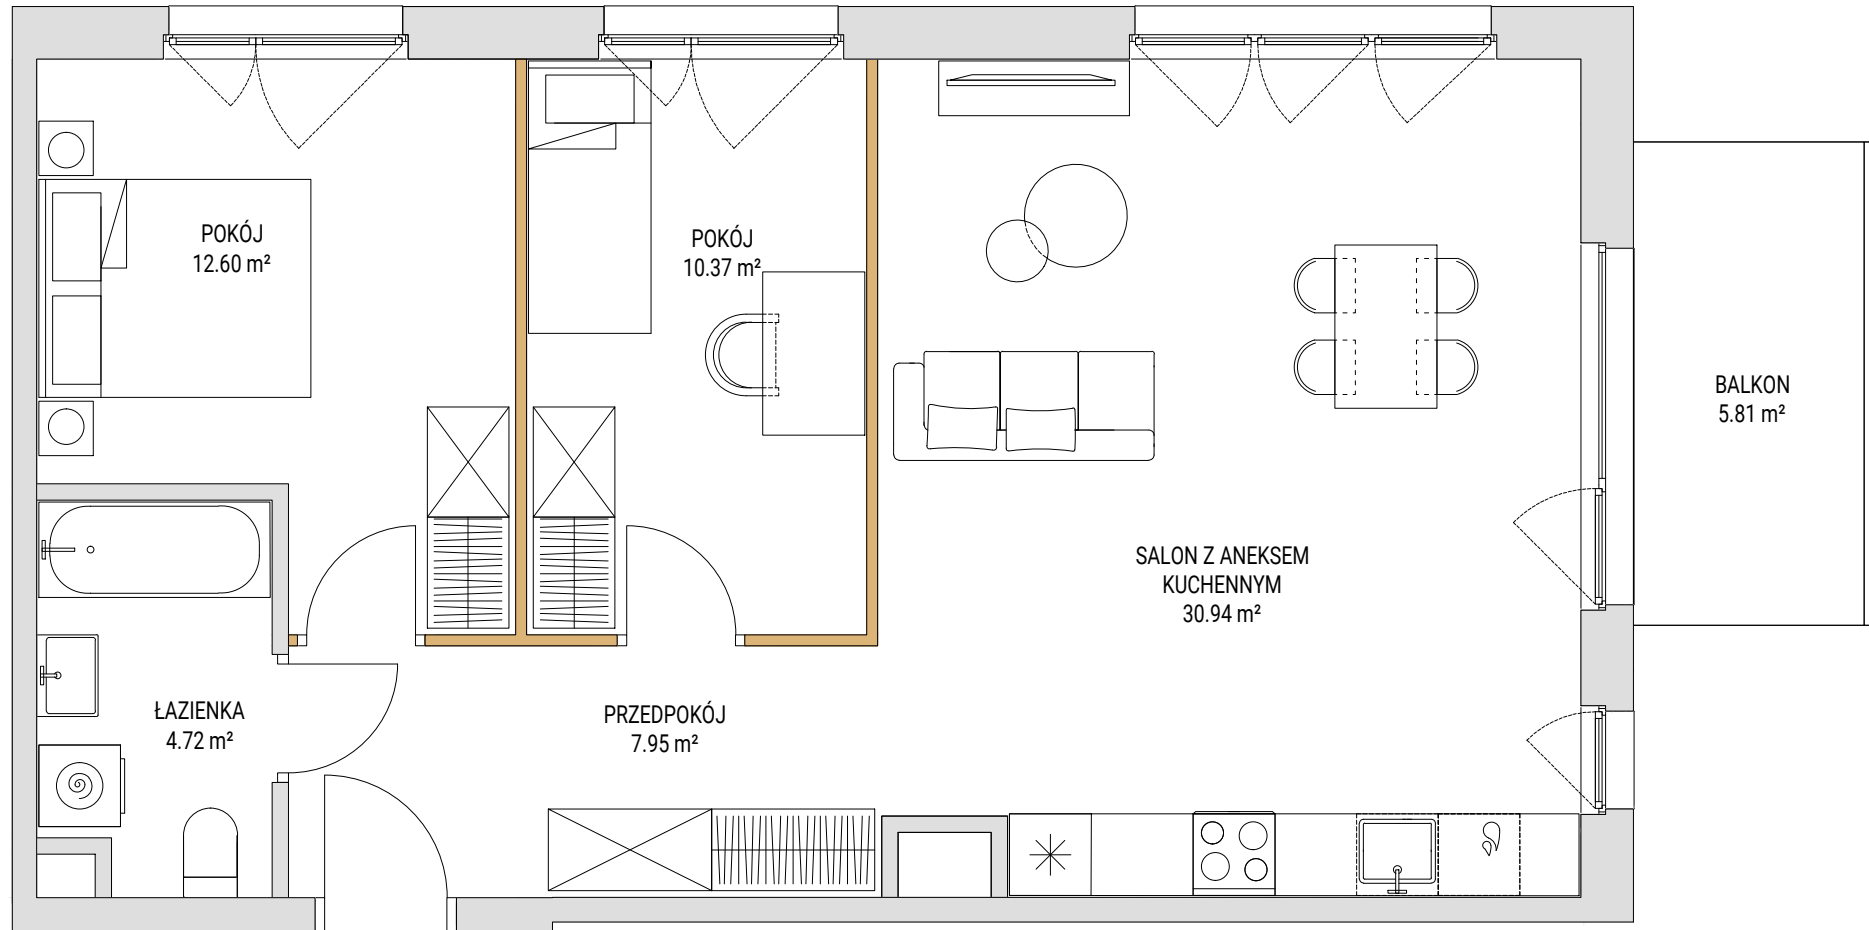 POKÓJ
12.60 m²
POKÓJ
10.37 m²
BALKON
5.81 m²
SALON Z ANEKSEM
KUCHENNYM
30.94 m²
ŁAZIENKA
4.72 m²
PRZEDPOKÓJ
7.95 m²